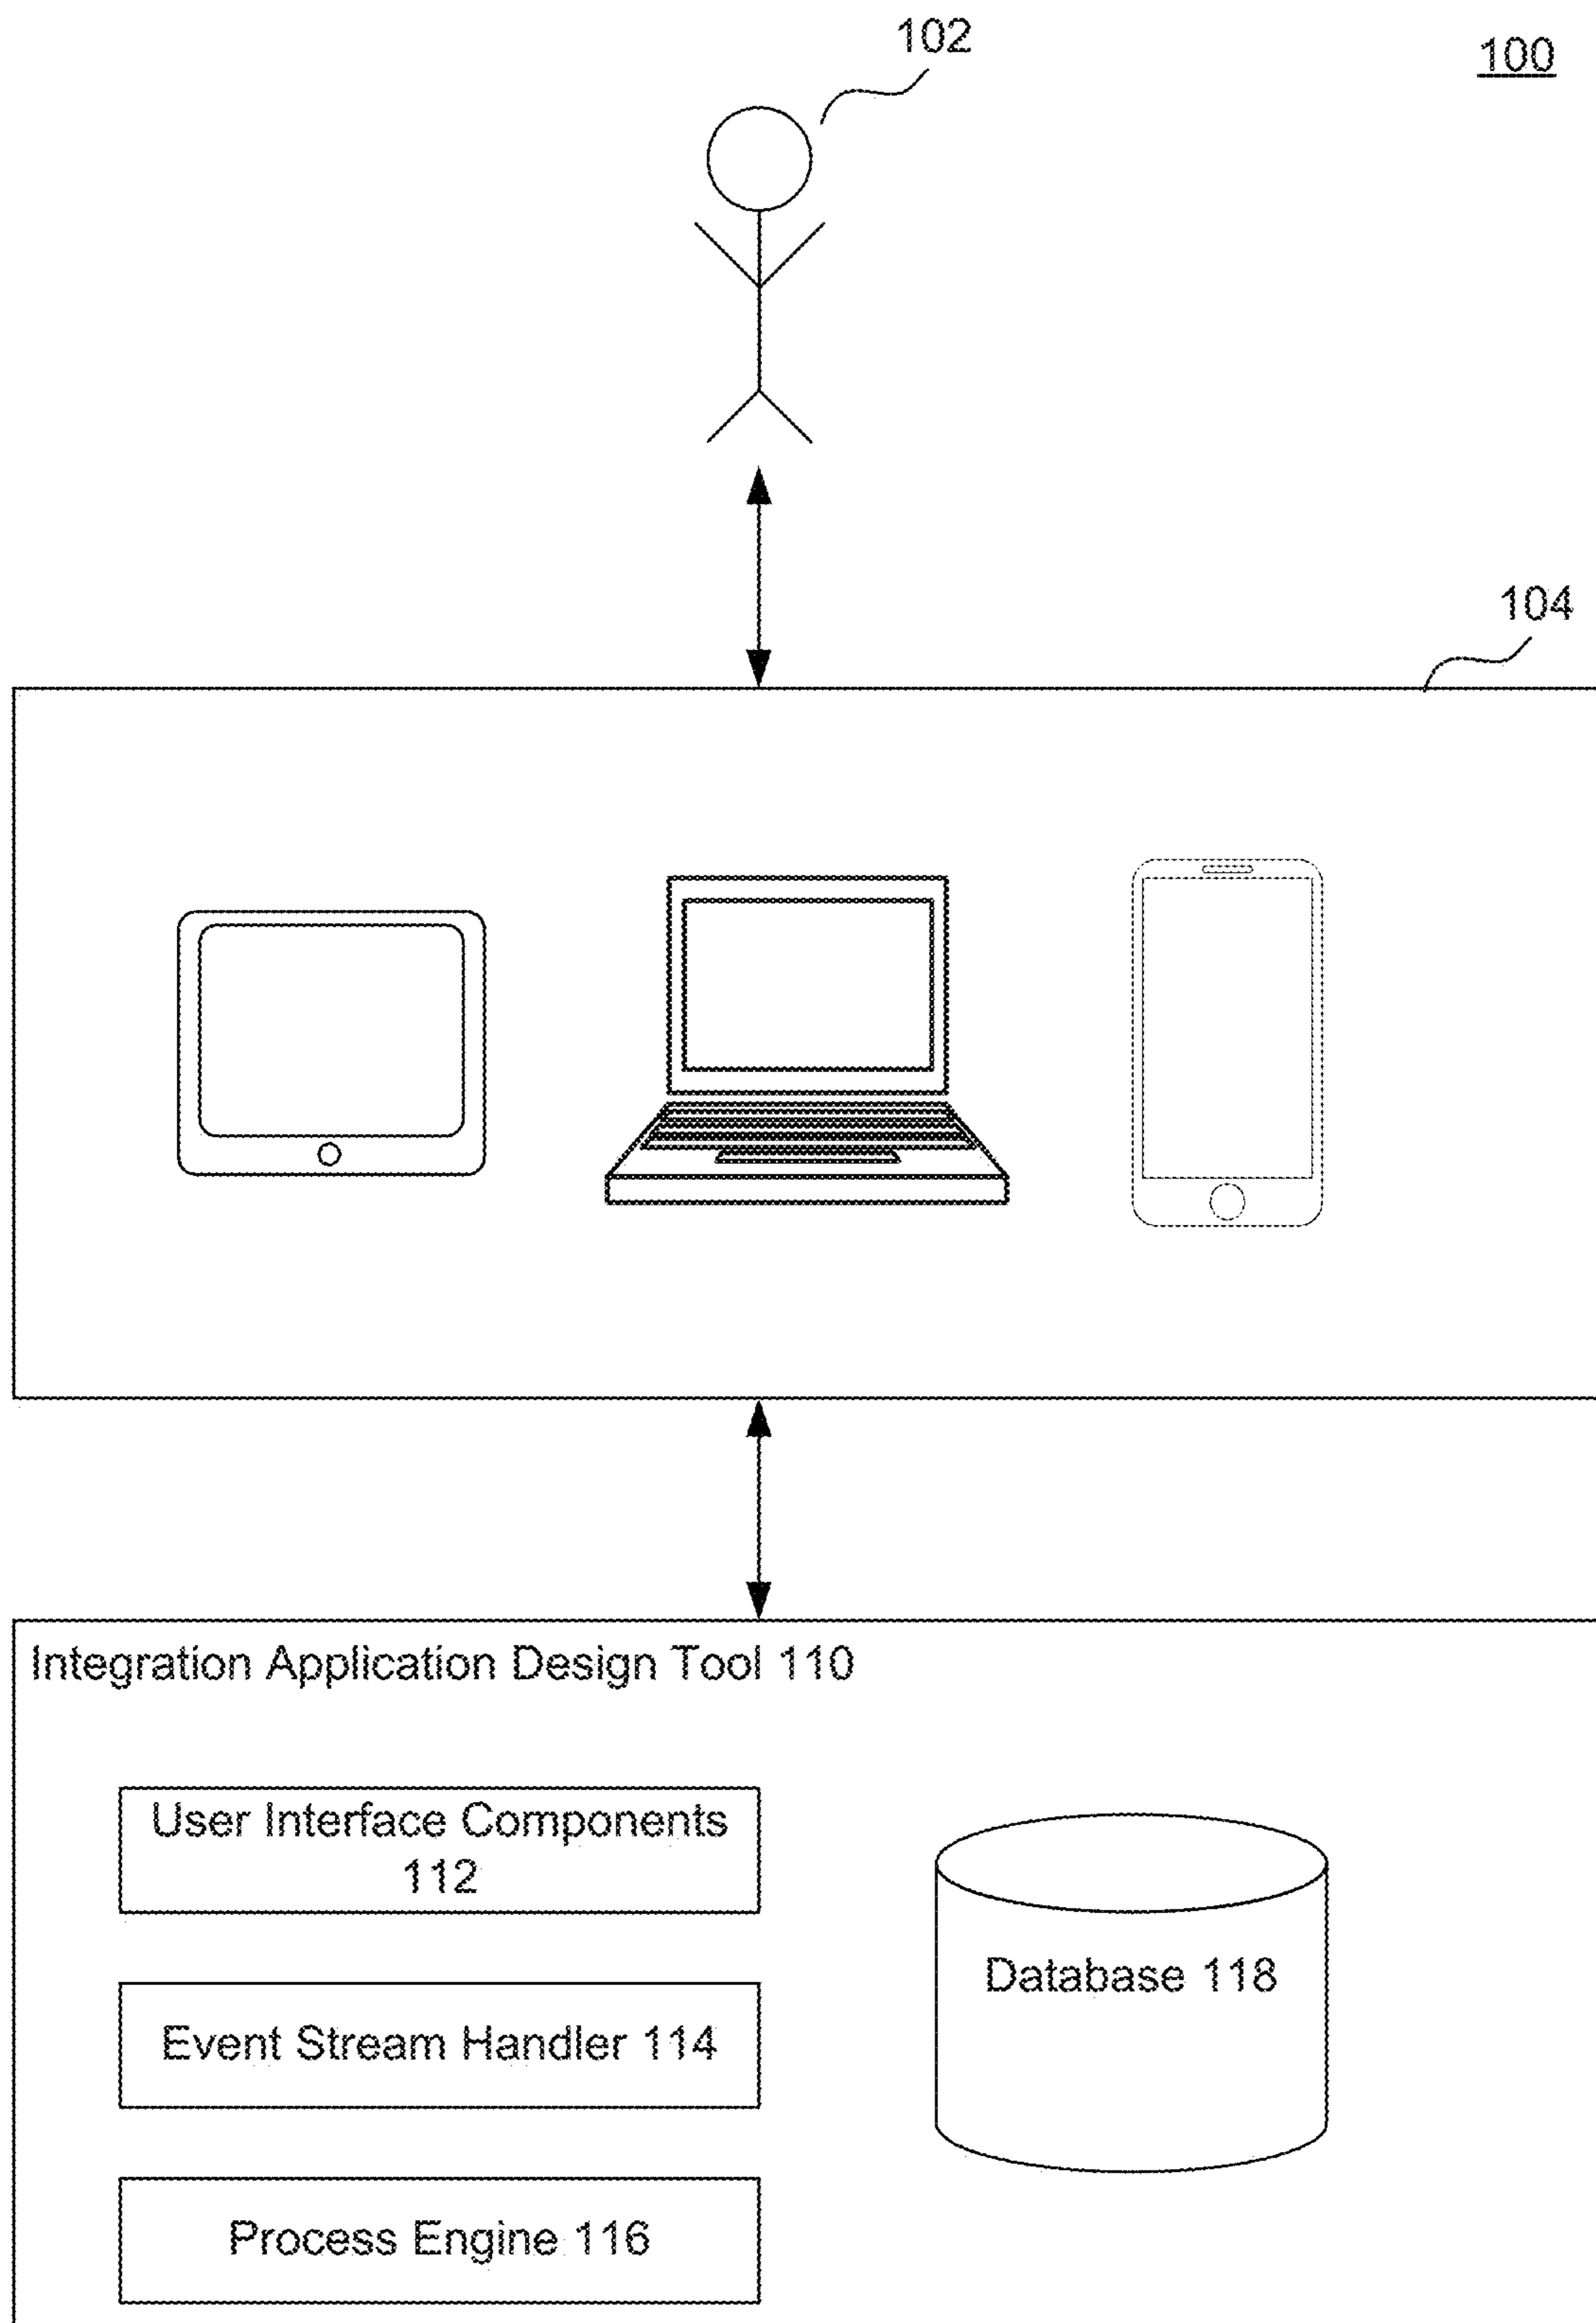 102
100
104
Integration Application Design Tool 110
User Interface Components
112
Database 118
Event Stream Handler 114
Process Engine 116